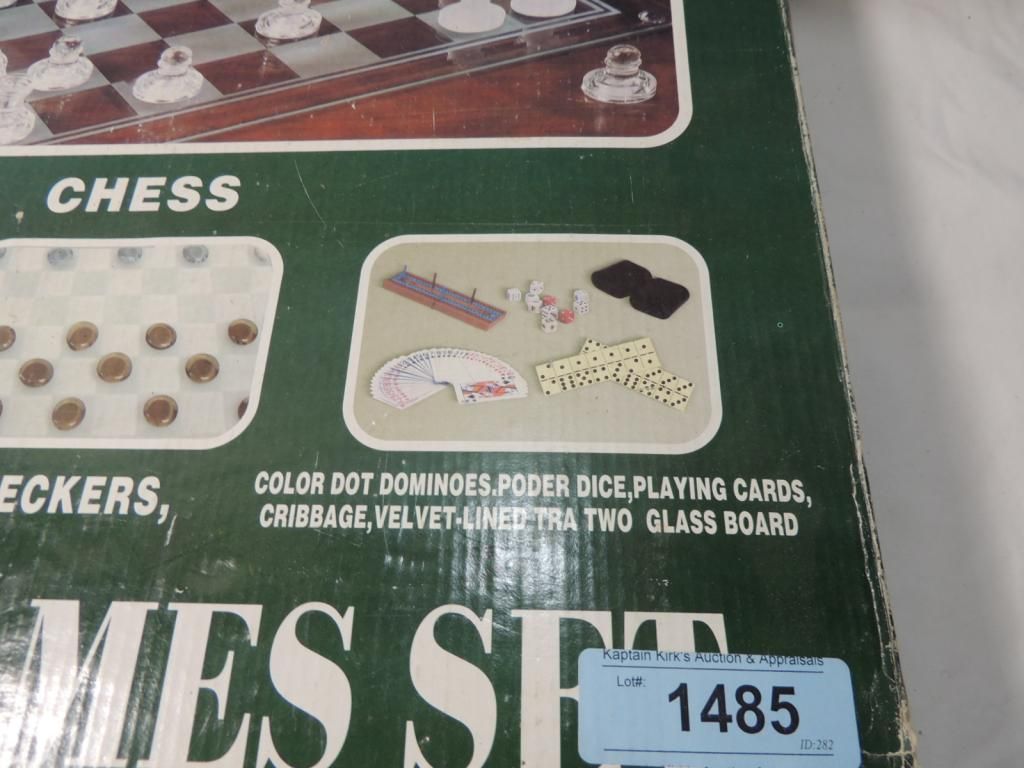 CHESS
ECKERS,
COLOR DOT DOMINOES.PODER DICE,PLAYING CARDS,
CRIBBAGE,VELVET-LINED TRA TWO GLASS BOARD
MES SET
Kaptain Kirk's Auction & Appraisals
Lot#: 1485
ID:282